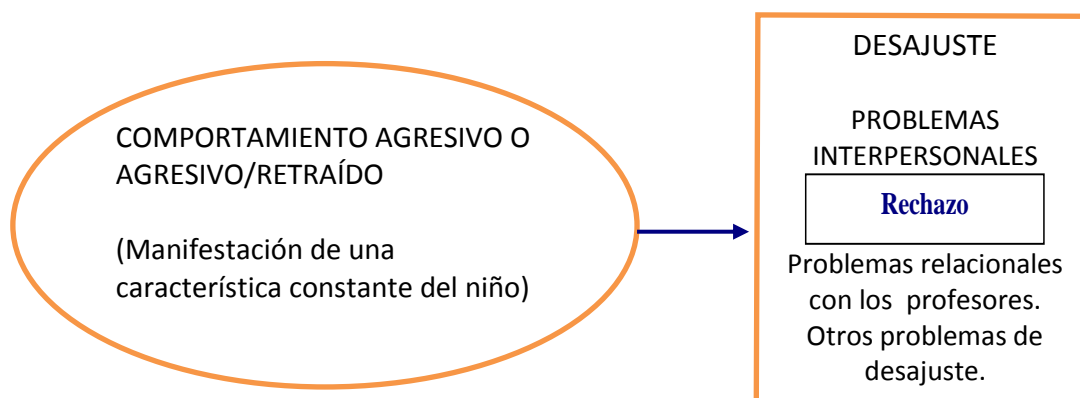 COMPORTAMIENTO AGRESIVO O
AGRESIVO/RETRAÍDO
(Manifestación de una
característica constante del niño)
DESAJUSTE
PROBLEMAS
INTERPERSONALES
Rechazo
Problemas relacionales
con los profesores.
Otros problemas de
desajuste.